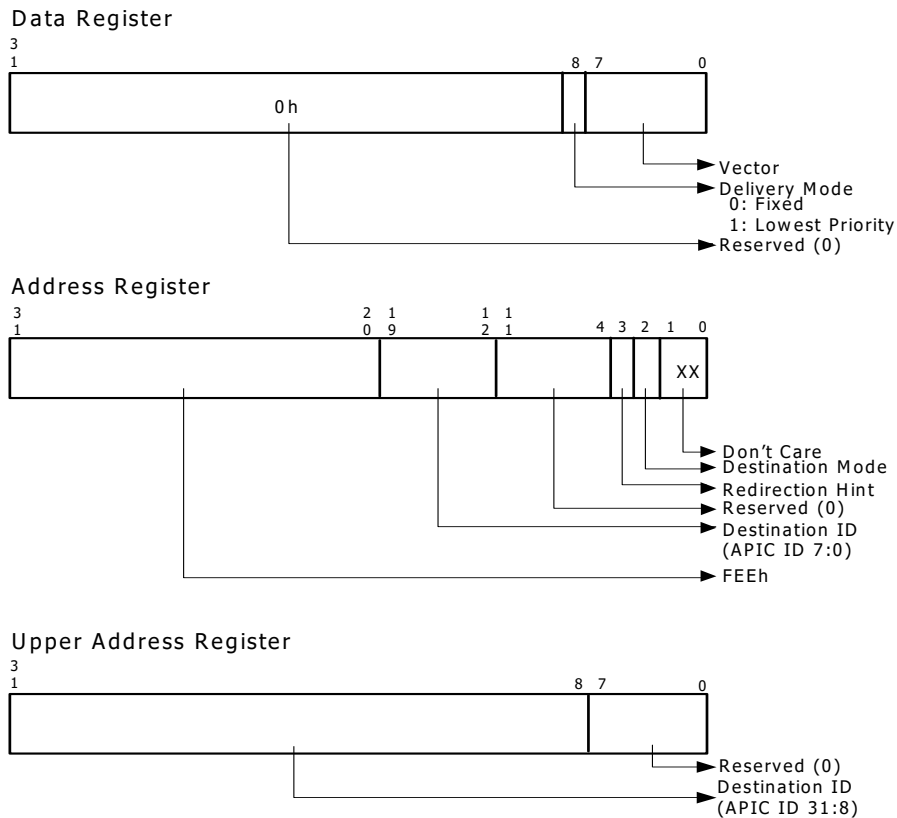 Data Register
3
1 8 7 0
0h
Vector
Delivery Mode
0: Fixed
1: Lowest Priority
Reserved (0)
Address Register
3 2 1 1 1
1 0 9 2 1 4 3 2 1 0
XX
Don't Care
Destination Mode
Redirection Hint
Reserved (0)
Destination ID
(APIC ID 7:0)
FEEh
Upper Address Register
3
1 8 7 0
Reserved (0)
Destination ID
(APIC ID 31:8)